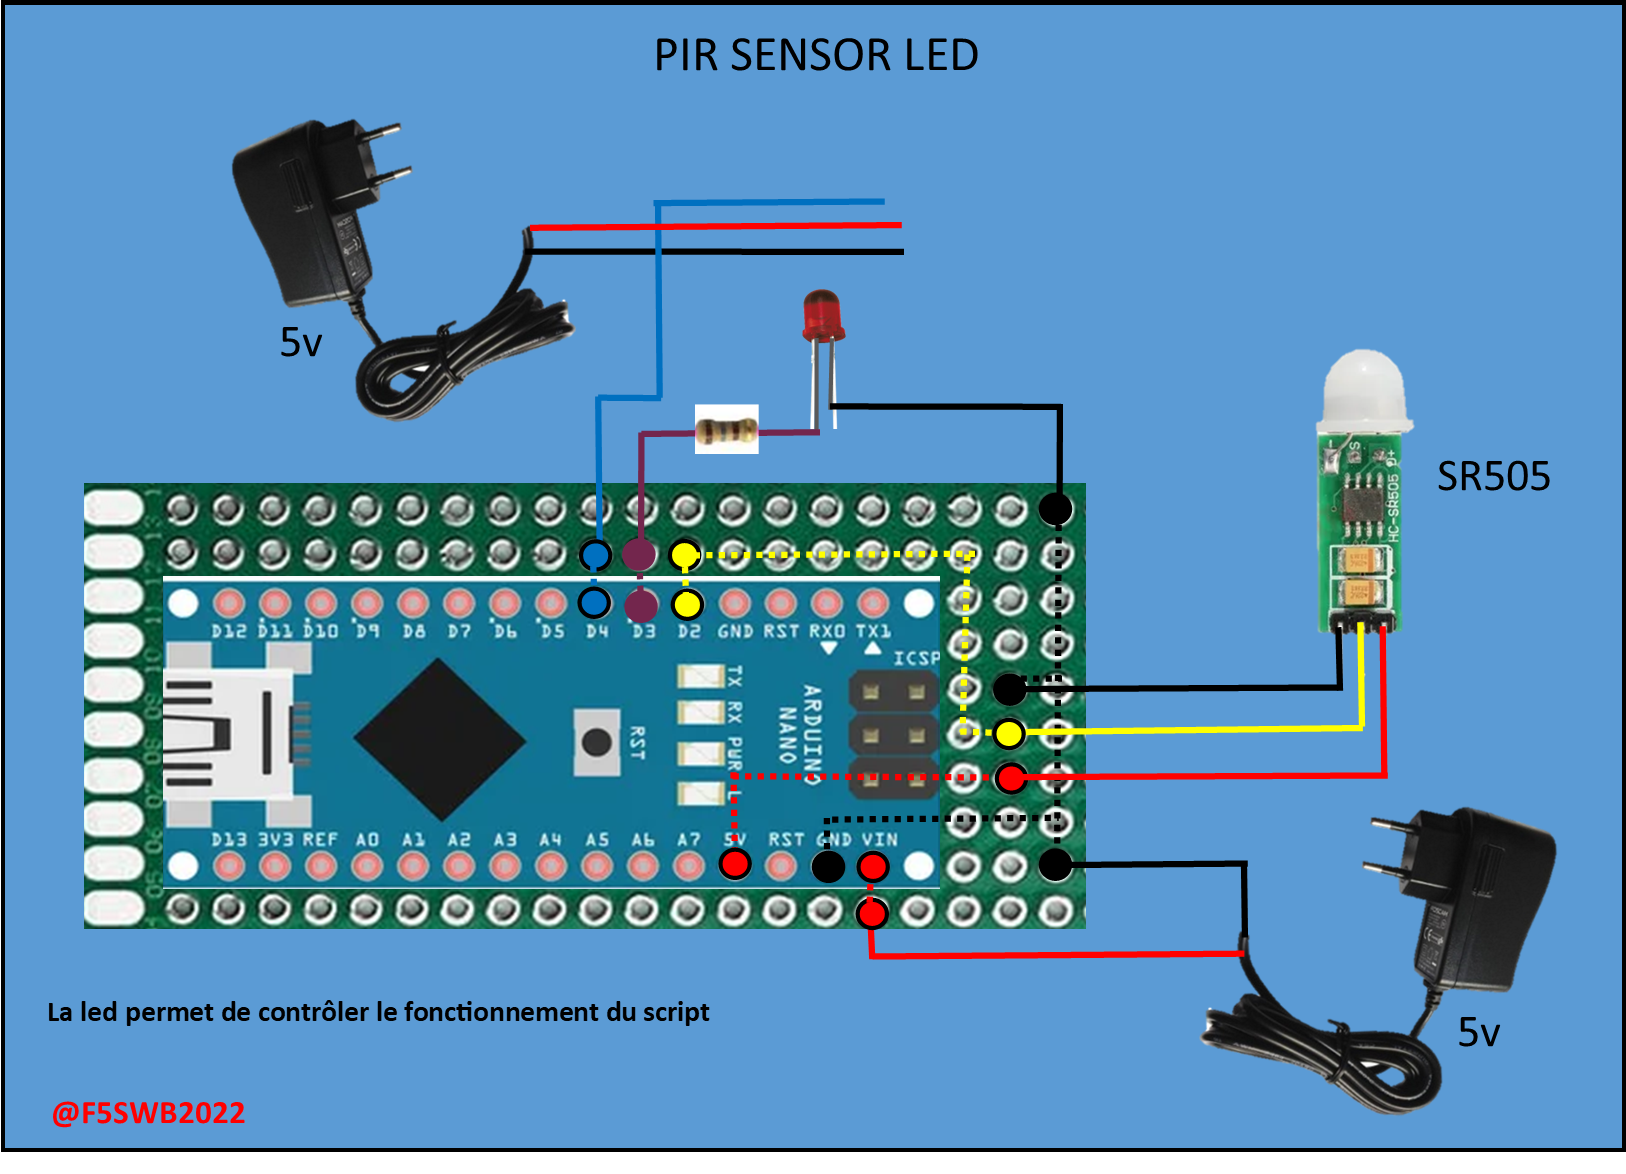 PIR SENSOR LED
5v
SR505
- S +
HC-SR505
D12 D11 D10 D9 D8 D7 D6 D5 D4 D3 D2 GND RST RX0 TX1
ICSP
TX
RX
PWR
L
RST
ARDUINO
NANO
D13 3V3 REF A0 A1 A2 A3 A4 A5 A6 A7 5V RST GND VIN
5v
La led permet de contrôler le fonctionnement du script
@F5SWB2022